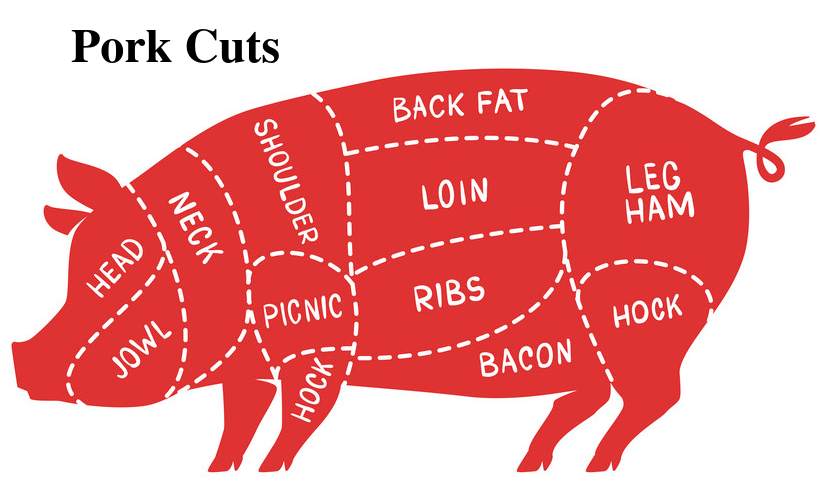 Pork Cuts
BACK FAT
SHOULDER
LOIN
LEG
HAM
NECK
HEAD
RIBS
PICNIC
HOCK
JOWL
BACON
HOCK